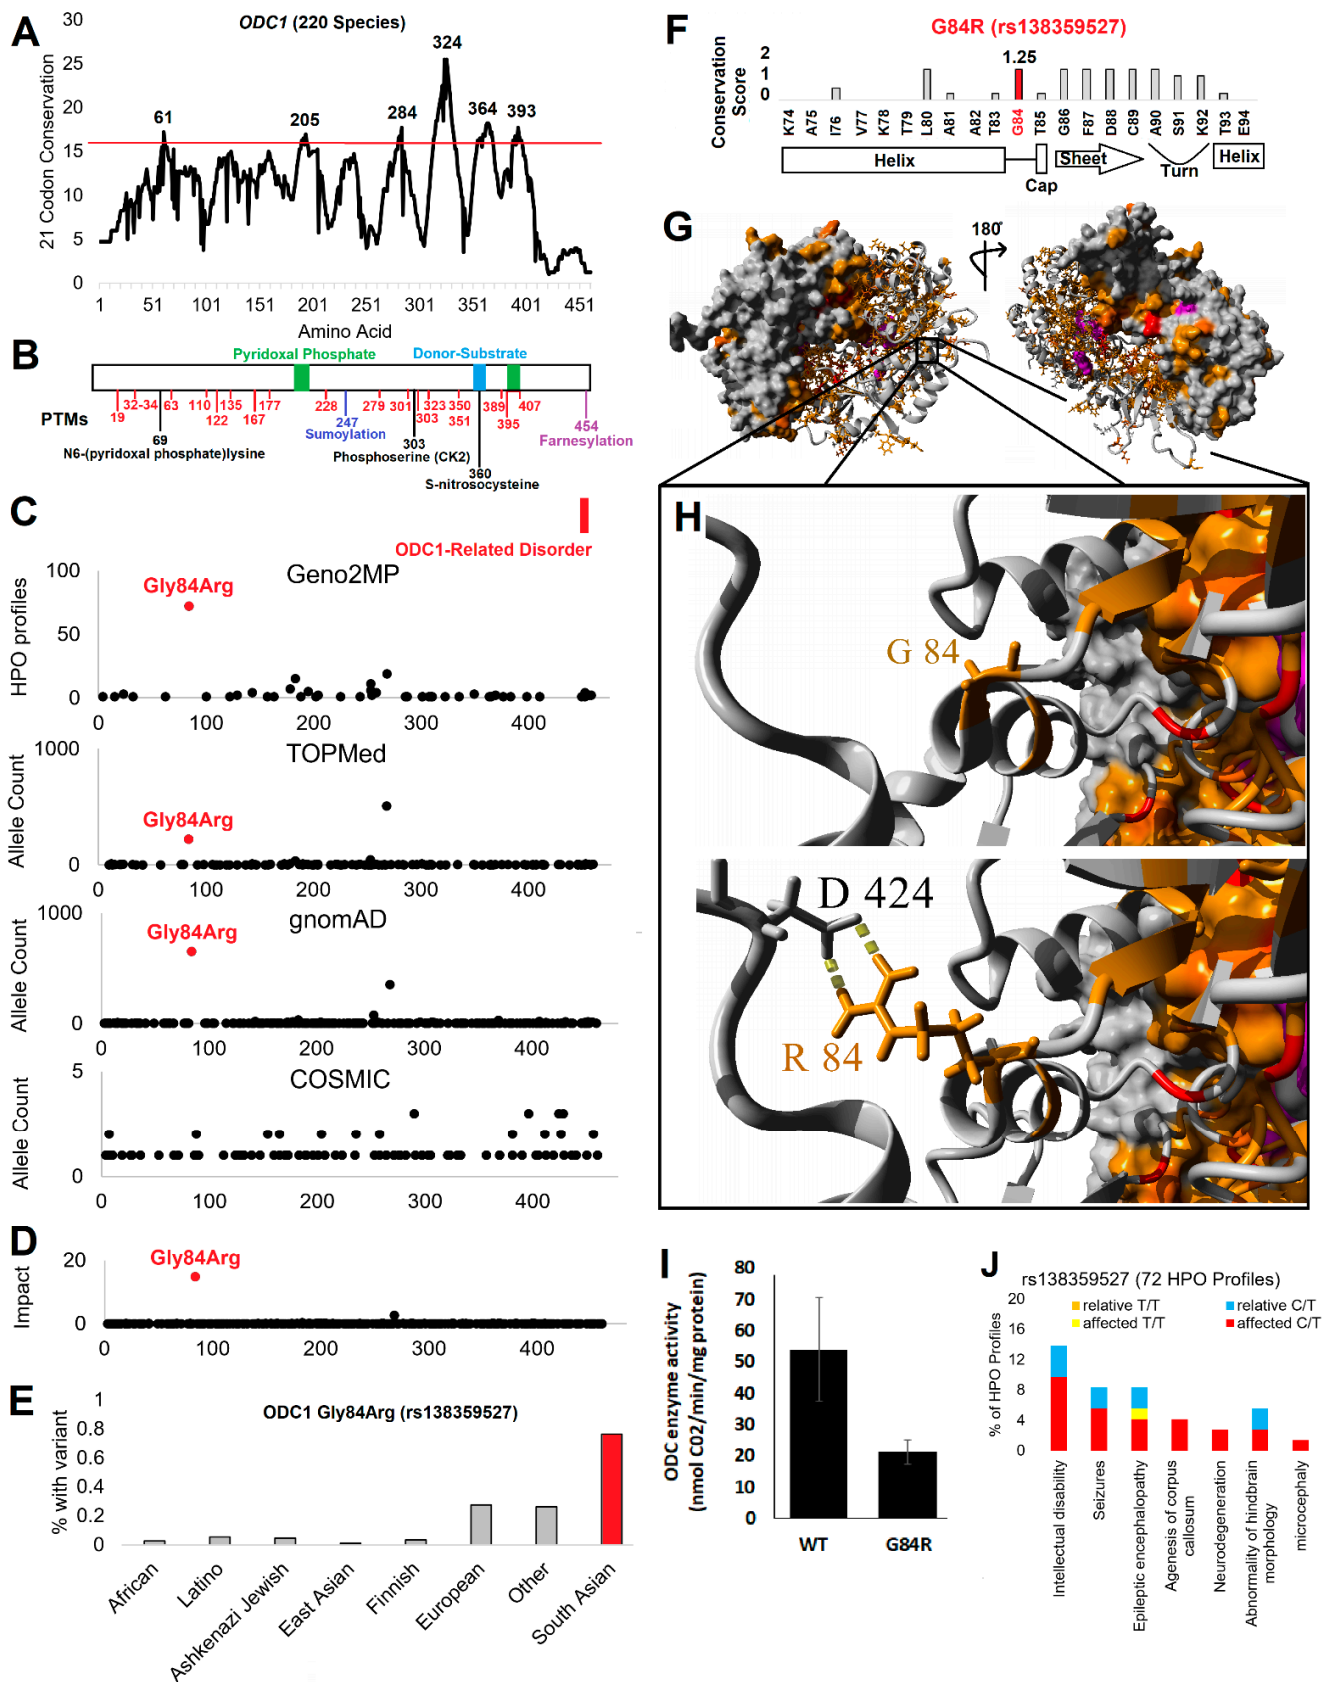 A
ODC1 (220 Species)
21 Codon Conservation
30
25
20
15
10
5
0
61
205
284
324
364
393
1
51
101
151
201
251
301
351
401
451
Amino Acid
B
Pyridoxal Phosphate
Donor-Substrate
PTMs
19
32-34
63
110
122
135
167
177
228
279
301
303
323
350
351
389
395
407
69
N6-(pyridoxal phosphate)lysine
247
Sumoylation
303
Phosphoserine (CK2)
360
S-nitrosocysteine
454
Farnesylation
C
ODC1-Related Disorder
Geno2MP
Gly84Arg
HPO profiles
100
50
0
0 100 200 300 400
TOPMed
Gly84Arg
Allele Count
1000
0
0 100 200 300 400
gnomAD
Gly84Arg
Allele Count
1000
0
0 100 200 300 400
COSMIC
Allele Count
5
0
0 100 200 300 400
D
Gly84Arg
Impact
20
0
0 100 200 300 400
E
ODC1 Gly84Arg (rs138359527)
% with variant
1
0.8
0.6
0.4
0.2
0
African
Latino
Ashkenazi Jewish
East Asian
Finnish
European
Other
South Asian
F
G84R (rs138359527)
Conservation
Score
2
1
0
1.25
K74
A75
I76
V77
K78
T79
L80
A81
A82
T83
G84
T85
G86
F87
D88
C89
A90
S91
K92
T93
E94
Helix
Cap
Sheet
Turn
Helix
G
180°
H
G 84
D 424
R 84
I
ODC enzyme activity
(nmol C02/min/mg protein)
80
70
60
50
40
30
20
10
0
WT
G84R
J
rs138359527 (72 HPO Profiles)
relative T/T
relative C/T
affected T/T
affected C/T
% of HPO Profiles
20
16
12
8
4
0
Intellectual disability
Seizures
Epileptic encephalopathy
Agenesis of corpus
callosum
Neurodegeneration
Abnormality of hindbrain
morphology
microcephaly